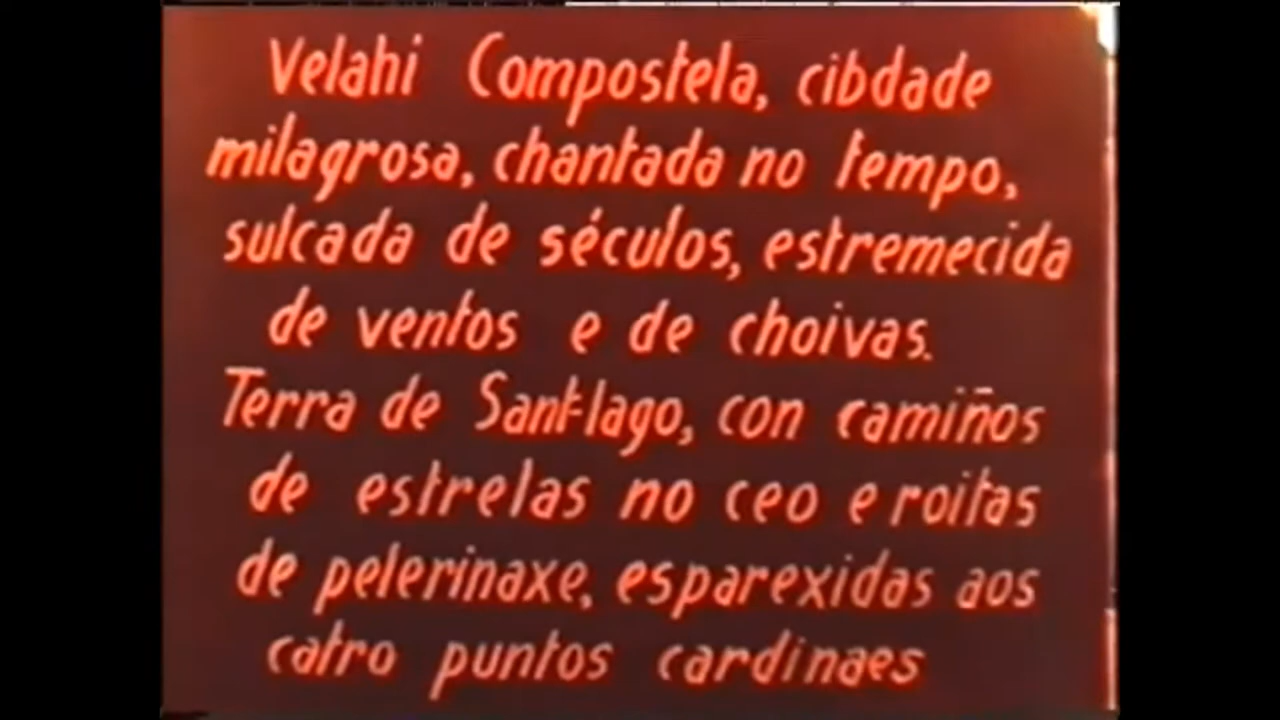 Velahi Compostela, cibdade
milagrosa, chantada no tempo,
sulcada de séculos, estremecida
de ventos e de choivas.
Terra de Sant-Iago, con camiños
de estrelas no ceo e roitas
de pelerinaxe, esparexidas aos
catro puntos cardinaes